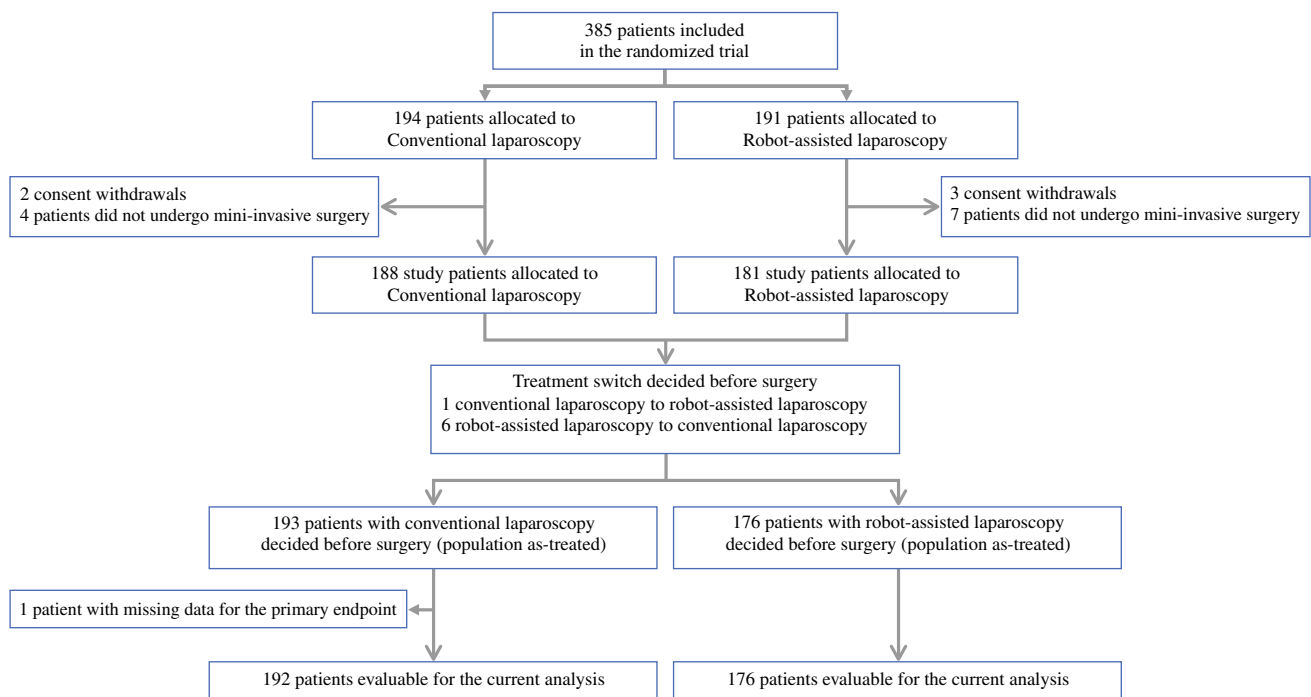 385 patients included
in the randomized trial
194 patients allocated to
Conventional laparoscopy
191 patients allocated to
Robot-assisted laparoscopy
2 consent withdrawals
4 patients did not undergo mini-invasive surgery
3 consent withdrawals
7 patients did not undergo mini-invasive surgery
188 study patients allocated to
Conventional laparoscopy
181 study patients allocated to
Robot-assisted laparoscopy
Treatment switch decided before surgery
1 conventional laparoscopy to robot-assisted laparoscopy
6 robot-assisted laparoscopy to conventional laparoscopy
193 patients with conventional laparoscopy
decided before surgery (population as-treated)
176 patients with robot-assisted laparoscopy
decided before surgery (population as-treated)
1 patient with missing data for the primary endpoint
192 patients evaluable for the current analysis
176 patients evaluable for the current analysis